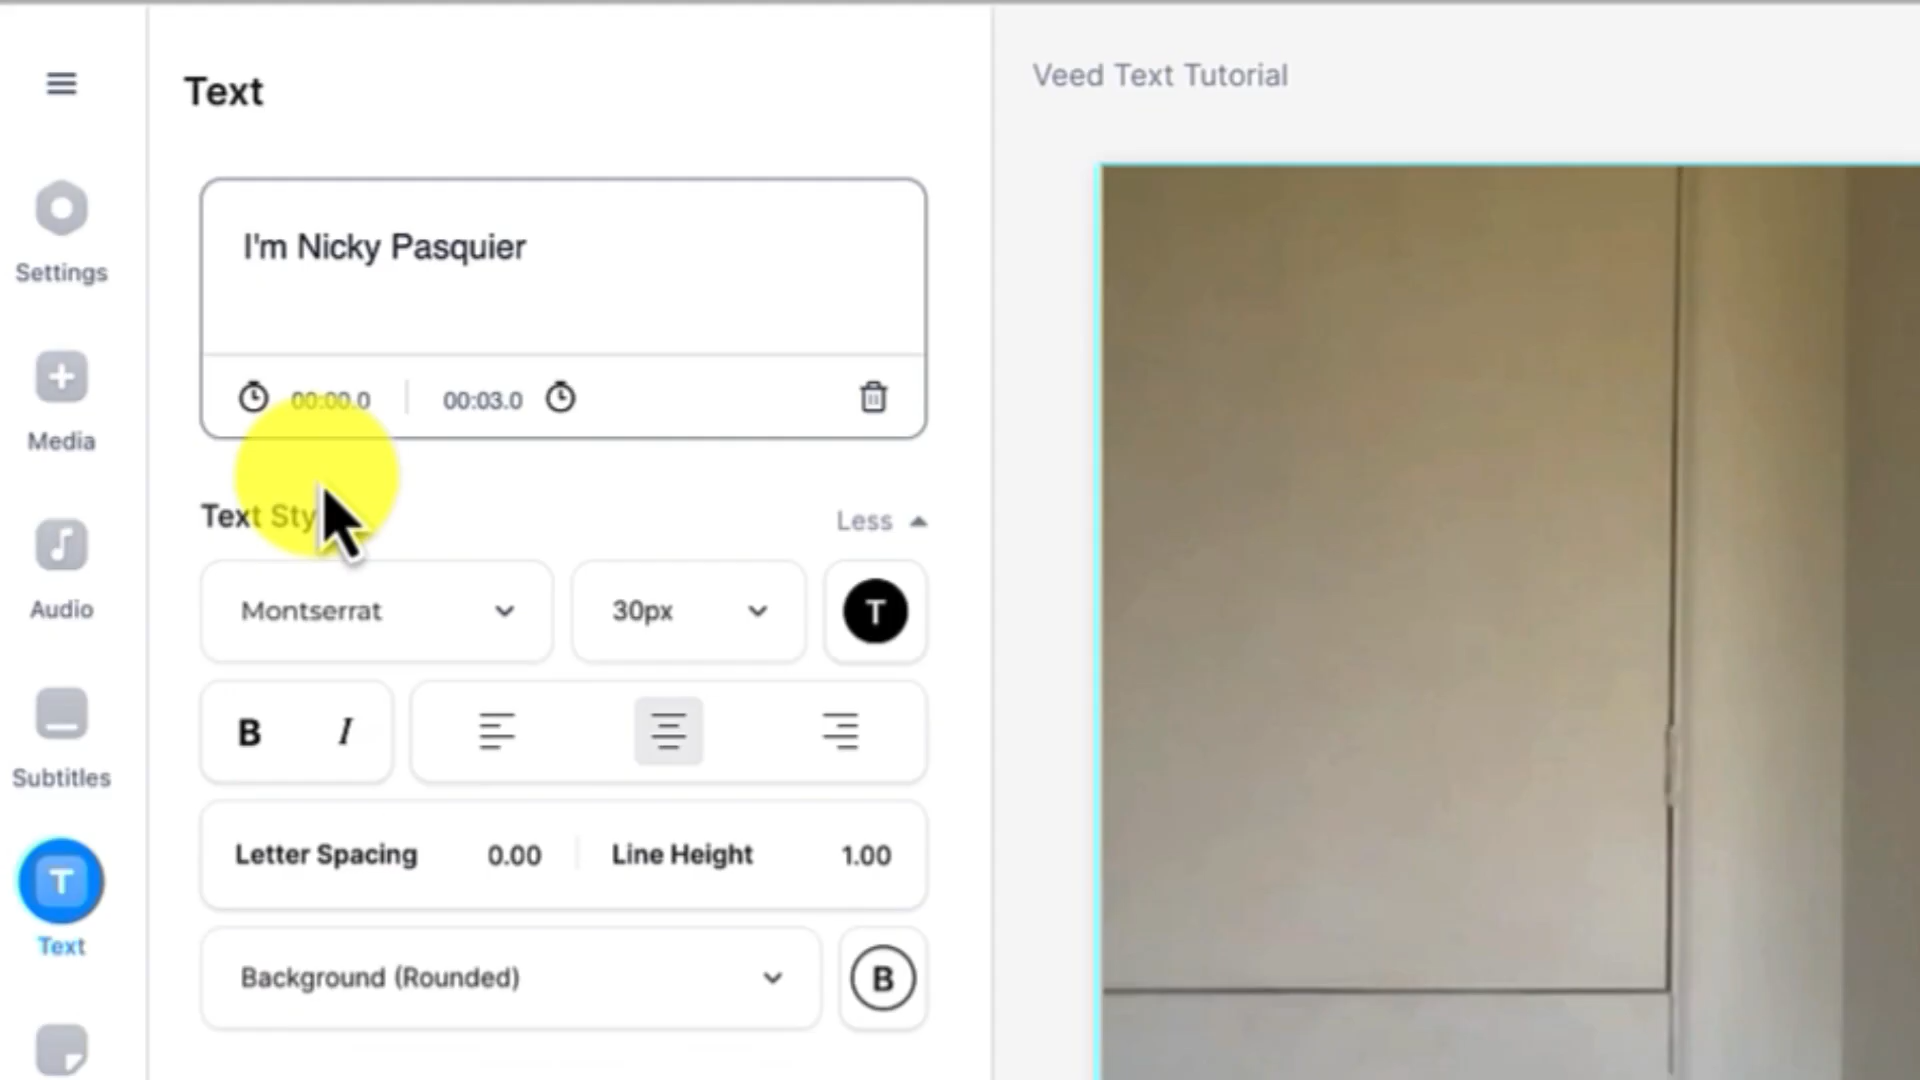 Veed Text Tutorial
Text
I'm Nicky Pasquier
00:00.0
00:03.0
Text Sty
Less
Montserrat
30px
T
B
I
Letter Spacing
0.00
Line Height
1.00
Background (Rounded)
B
Settings
Media
Audio
Subtitles
T
Text